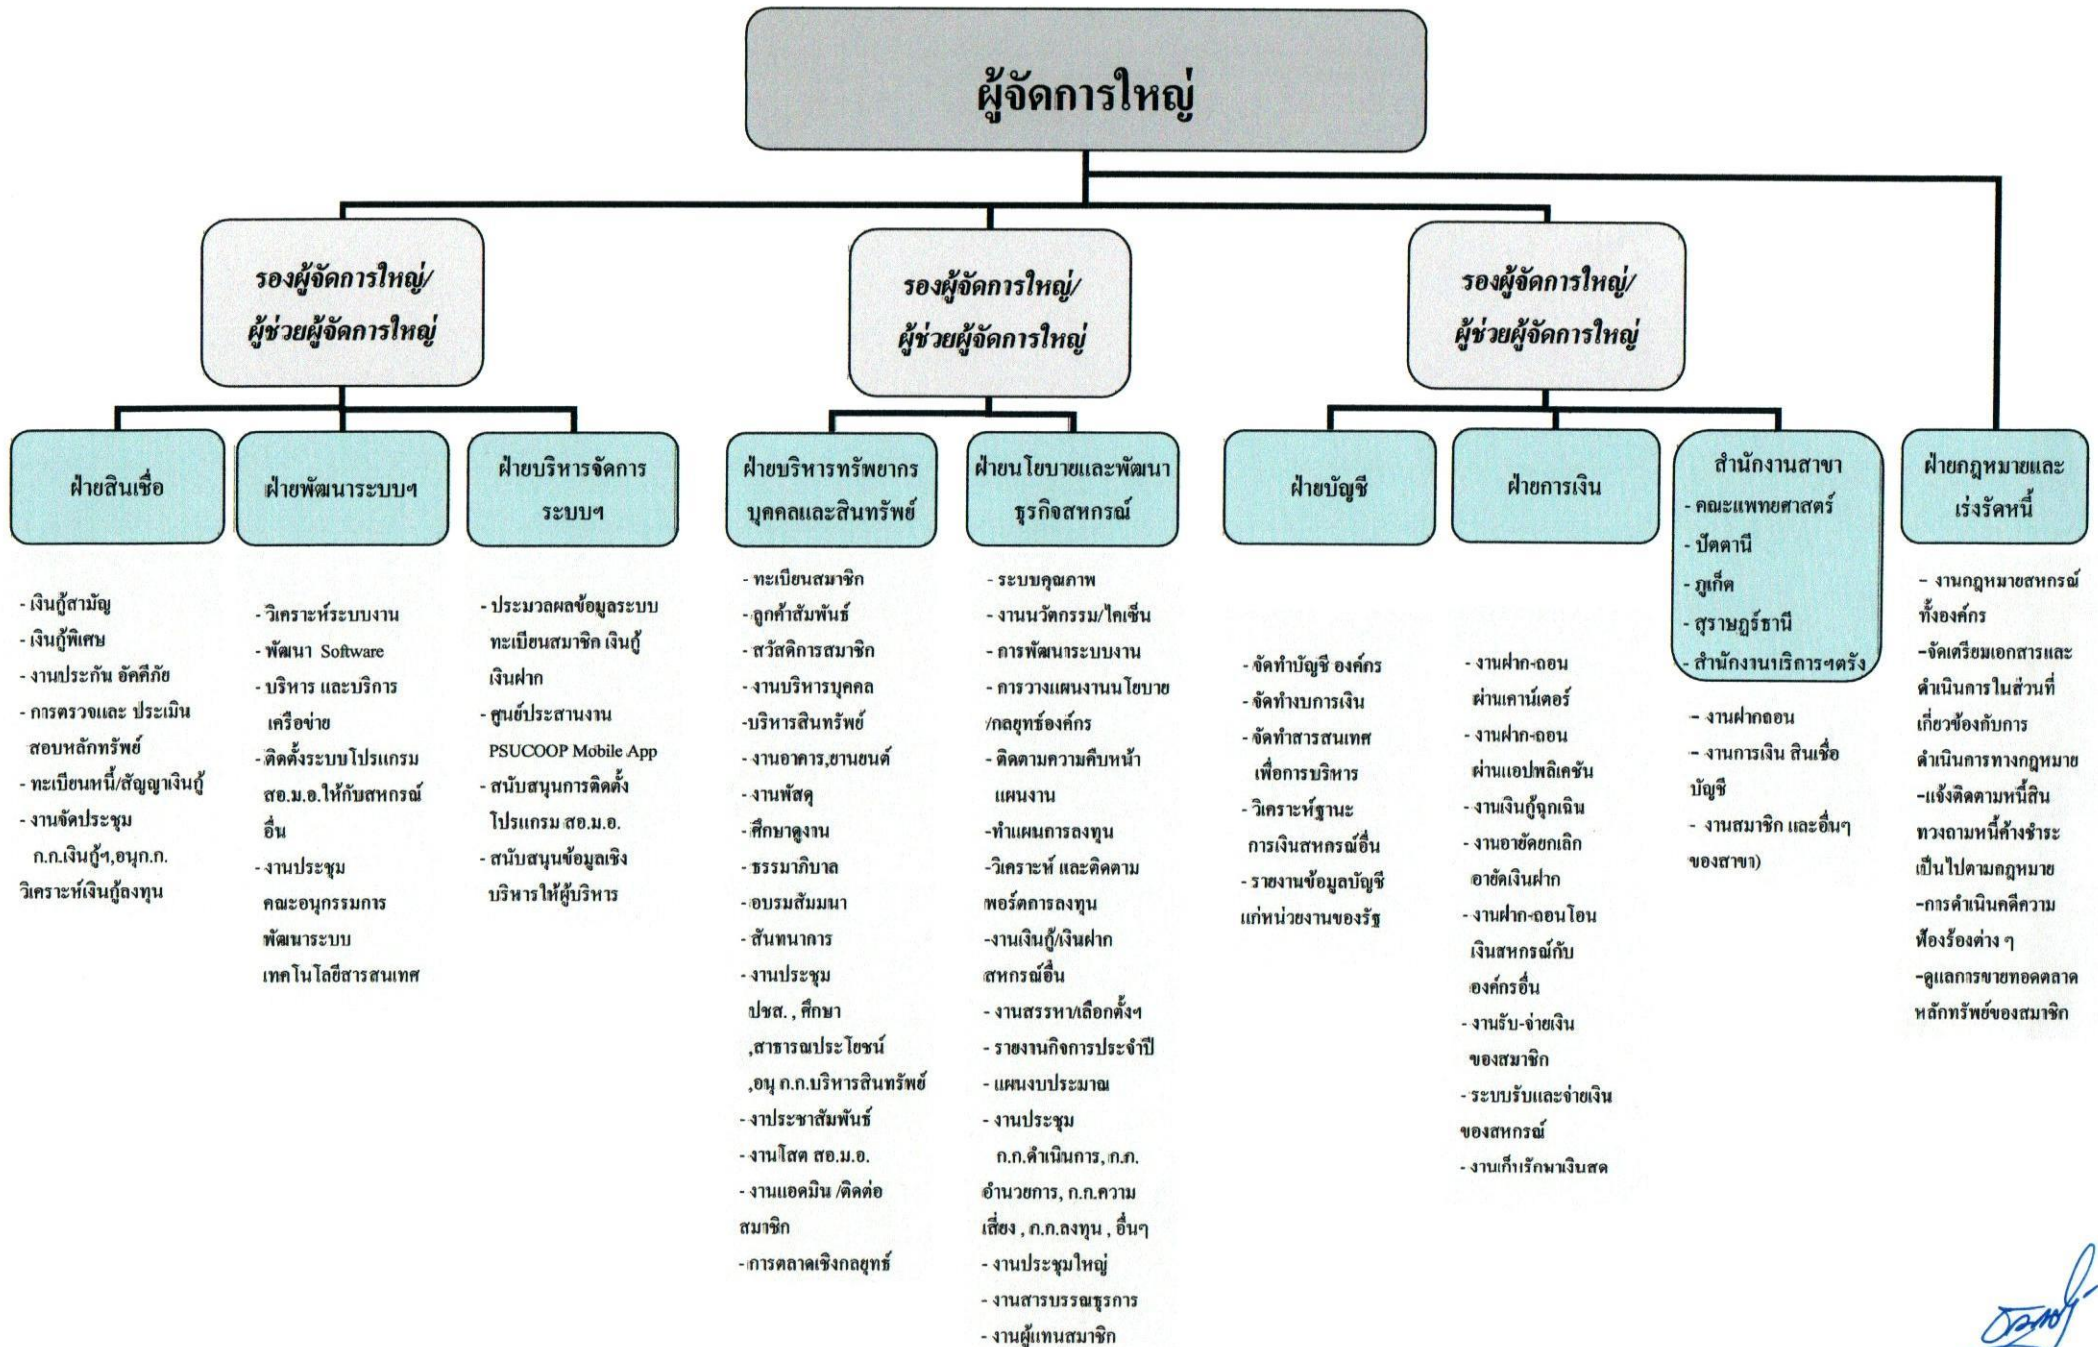 ผู้จัดการใหญ่
รองผู้จัดการใหญ่/
ผู้ช่วยผู้จัดการใหญ่
รองผู้จัดการใหญ่/
ผู้ช่วยผู้จัดการใหญ่
รองผู้จัดการใหญ่/
ผู้ช่วยผู้จัดการใหญ่
ฝ่ายสินเชื่อ
- เงินกู้สามัญ
- เงินกู้พิเศษ
- งานประกัน อัคคีภัย
- การตรวจและ ประเมิน
สอบหลักทรัพย์
- ทะเบียนหนี้/สัญญาเงินกู้
- งานจัดประชุม
ก.ก.เงินกู้ฯ,อนุก.ก.
วิเคราะห์เงินกู้ลงทุน
ฝ่ายพัฒนาระบบฯ
- วิเคราะห์ระบบงาน
- พัฒนา Software
- บริหาร และบริการ
เครือข่าย
- ติดตั้งระบบโปรแกรม
สอ.ม.อ.ให้กับสหกรณ์
อื่น
- งานประชุม
คณะอนุกรรมการ
พัฒนาระบบ
เทคโนโลยีสารสนเทศ
ฝ่ายบริหารจัดการ
ระบบฯ
- ประมวลผลข้อมูลระบบ
ทะเบียนสมาชิก เงินกู้
เงินฝาก
- ศูนย์ประสานงาน
PSUCOOP Mobile App
- สนับสนุนการติดตั้ง
โปรแกรม สอ.ม.อ.
- สนับสนุนข้อมูลเชิง
บริหารให้ผู้บริหาร
ฝ่ายบริหารทรัพยากร
บุคคลและสินทรัพย์
- ทะเบียนสมาชิก
- ลูกค้าสัมพันธ์
- สวัสดิการสมาชิก
- งานบริหารบุคคล
-บริหารสินทรัพย์
- งานอาคาร,ยานยนต์
- งานพัสดุ
- ศึกษาดูงาน
- ธรรมาภิบาล
- อบรมสัมมนา
- สันทนาการ
- งานประชุม
ปชส. , ศึกษา
,สาธารณประโยชน์
,อนุ ก.ก.บริหารสินทรัพย์
- งาประชาสัมพันธ์
- งานโสต สอ.ม.อ.
- งานแอดมิน /ติดต่อ
สมาชิก
- การตลาดเชิงกลยุทธ์
ฝ่ายนโยบายและพัฒนา
ธุรกิจสหกรณ์
- ระบบคุณภาพ
- งานนวัตกรรม/ไคเซ็น
- การพัฒนาระบบงาน
- การวางแผนงานนโยบาย
/กลยุทธ์องค์กร
- ติดตามความคืบหน้า
แผนงาน
-ทำแผนการลงทุน
-วิเคราะห์ และติดตาม
พอร์ตการลงทุน
-งานเงินกู้/เงินฝาก
สหกรณ์อื่น
- งานสรรหา/เลือกตั้งฯ
- รายงานกิจการประจำปี
- แผนงบประมาณ
- งานประชุม
ก.ก.ดำเนินการ, ก.ก.
อำนวยการ, ก.ก.ความ
เสี่ยง , ก.ก.ลงทุน , อื่นๆ
- งานประชุมใหญ่
- งานสารบรรณธุรการ
- งานผู้แทนสมาชิก
ฝ่ายบัญชี
- จัดทำบัญชี องค์กร
- จัดทำงบการเงิน
- จัดทำสารสนเทศ
เพื่อการบริหาร
- วิเคราะห์ฐานะ
การเงินสหกรณ์อื่น
- รายงานข้อมูลบัญชี
แก่หน่วยงานของรัฐ
ฝ่ายการเงิน
- งานฝาก-ถอน
ผ่านเคาน์เตอร์
- งานฝาก-ถอน
ผ่านแอปพลิเคชัน
- งานเงินกู้ฉุกเฉิน
- งานอายัดยกเลิก
อายัดเงินฝาก
- งานฝาก-ถอนโอน
เงินสหกรณ์กับ
องค์กรอื่น
- งานรับ-จ่ายเงิน
ของสมาชิก
- ระบบรับและจ่ายเงิน
ของสหกรณ์
- งานเก็บรักษาเงินสด
สำนักงานสาขา
- คณะแพทยศาสตร์
- ปัตตานี
- ภูเก็ต
- สุราษฎร์ธานี
- สำนักงานบริการฯตรัง
- งานฝากถอน
- งานการเงิน สินเชื่อ
บัญชี
- งานสมาชิก และอื่นๆ
ของสาขา)
ฝ่ายกฎหมายและ
เร่งรัดหนี้
- งานกฎหมายสหกรณ์
ทั้งองค์กร
-จัดเตรียมเอกสารและ
ดำเนินการในส่วนที่
เกี่ยวข้องกับการ
ดำเนินการทางกฎหมาย
-แจ้งติดตามหนี้สิน
ทวงถามหนี้ค้างชำระ
เป็นไปตามกฎหมาย
-การดำเนินคดีความ
ฟ้องร้องต่าง ๆ
-ดูแลการขายทอดตลาด
หลักทรัพย์ของสมาชิก